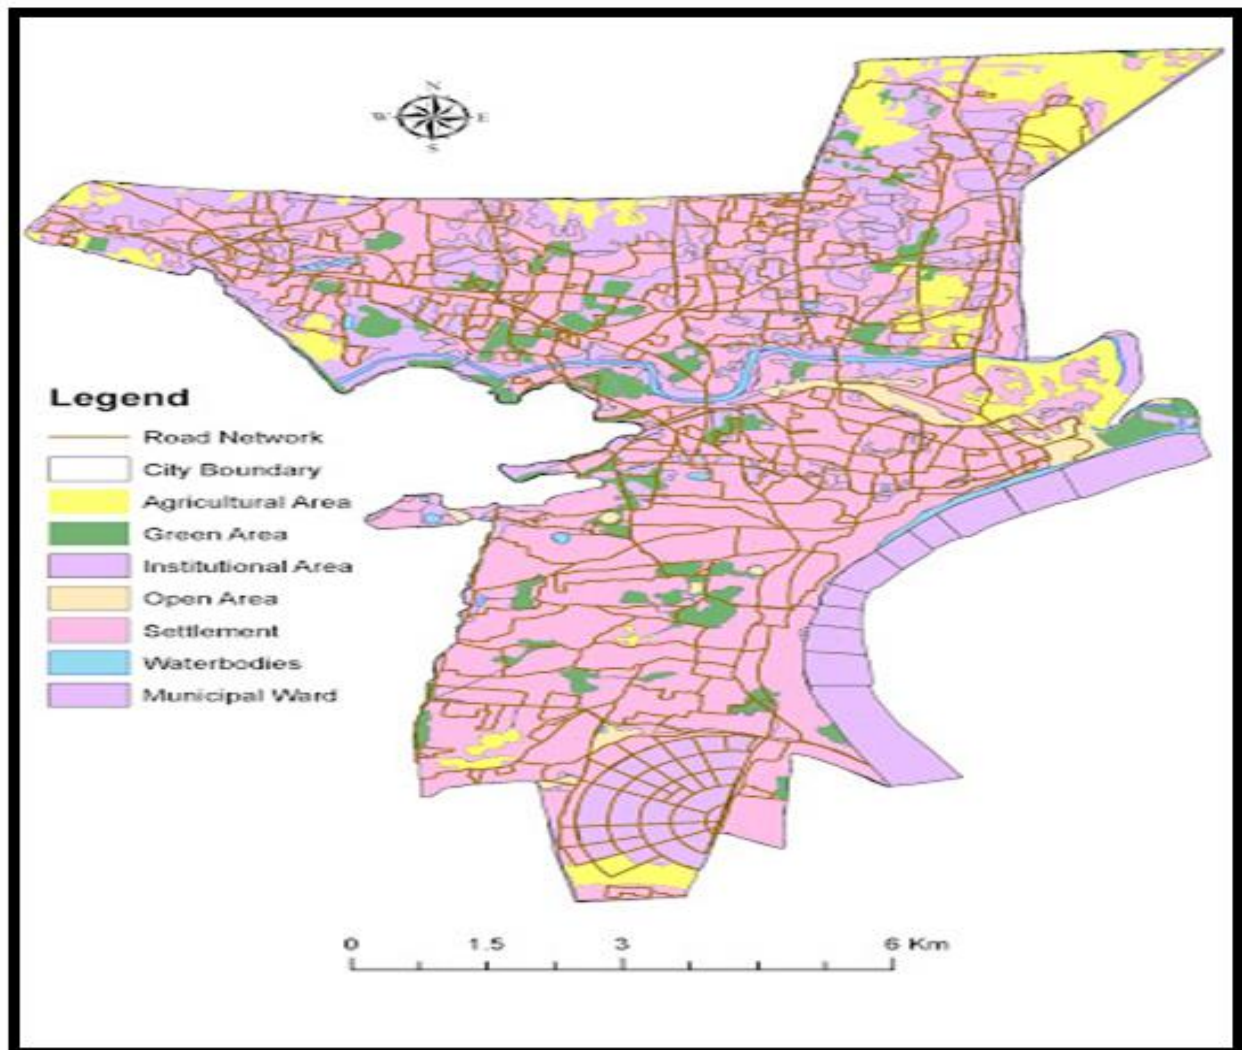 N
W E
S
Legend
Road Network
City Boundary
Agricultural Area
Green Area
Institutional Area
Open Area
Settlement
Waterbodies
Municipal Ward
0 1.5 3 6 Km